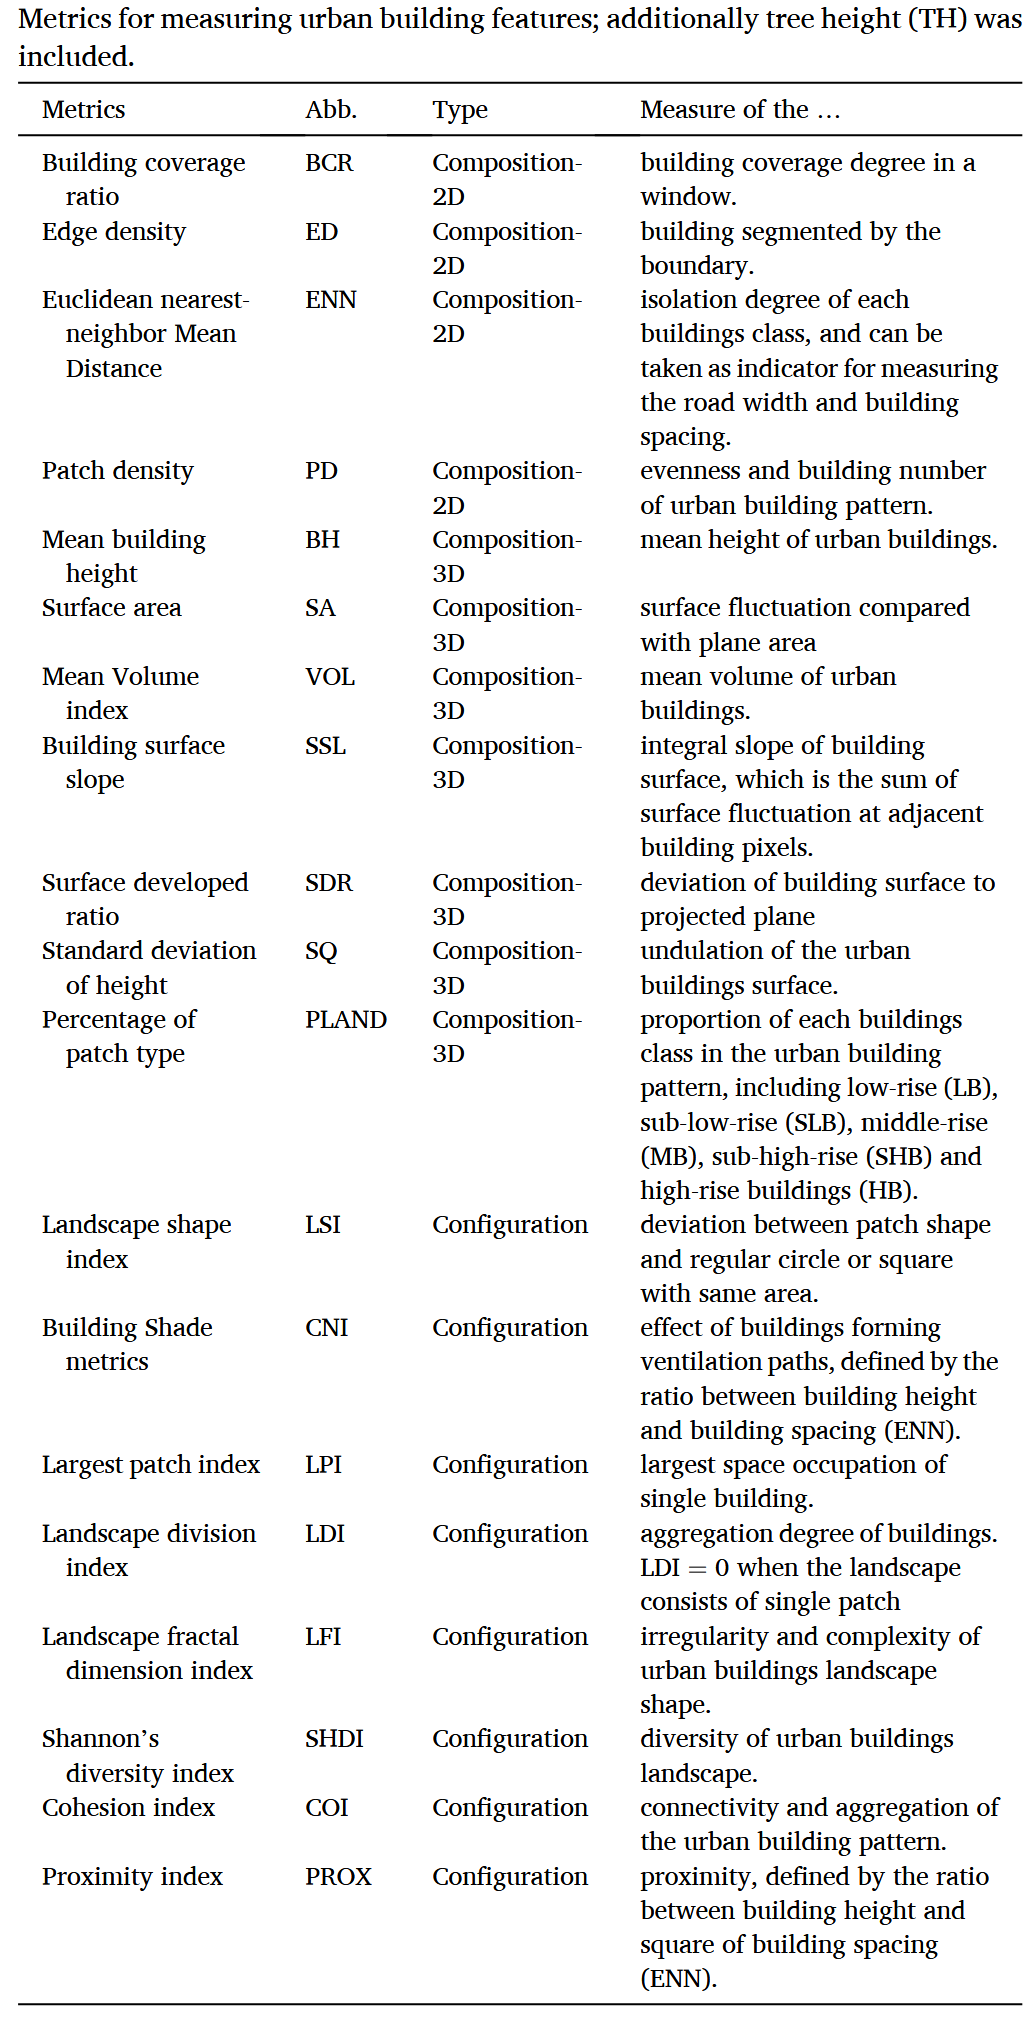 Metrics for measuring urban building features; additionally tree height (TH) was
included.
Metrics Abb. Type Measure of the …
Building coverage BCR Composition- building coverage degree in a
ratio 2D window.
Edge density ED Composition- building segmented by the
2D boundary.
Euclidean nearest- ENN Composition- isolation degree of each
neighbor Mean 2D buildings class, and can be
Distance taken as indicator for measuring
the road width and building
spacing.
Patch density PD Composition- evenness and building number
2D of urban building pattern.
Mean building BH Composition- mean height of urban buildings.
height 3D
Surface area SA Composition- surface fluctuation compared
3D with plane area
Mean Volume VOL Composition- mean volume of urban
index 3D buildings.
Building surface SSL Composition- integral slope of building
slope 3D surface, which is the sum of
surface fluctuation at adjacent
building pixels.
Surface developed SDR Composition- deviation of building surface to
ratio 3D projected plane
Standard deviation SQ Composition- undulation of the urban
of height 3D buildings surface.
Percentage of PLAND Composition- proportion of each buildings
patch type 3D class in the urban building
pattern, including low-rise (LB),
sub-low-rise (SLB), middle-rise
(MB), sub-high-rise (SHB) and
high-rise buildings (HB).
Landscape shape LSI Configuration deviation between patch shape
index and regular circle or square
with same area.
Building Shade CNI Configuration effect of buildings forming
metrics ventilation paths, defined by the
ratio between building height
and building spacing (ENN).
Largest patch index LPI Configuration largest space occupation of
single building.
Landscape division LDI Configuration aggregation degree of buildings.
index LDI = 0 when the landscape
consists of single patch
Landscape fractal LFI Configuration irregularity and complexity of
dimension index urban buildings landscape
shape.
Shannon’s SHDI Configuration diversity of urban buildings
diversity index landscape.
Cohesion index COI Configuration connectivity and aggregation of
the urban building pattern.
Proximity index PROX Configuration proximity, defined by the ratio
between building height and
square of building spacing
(ENN).